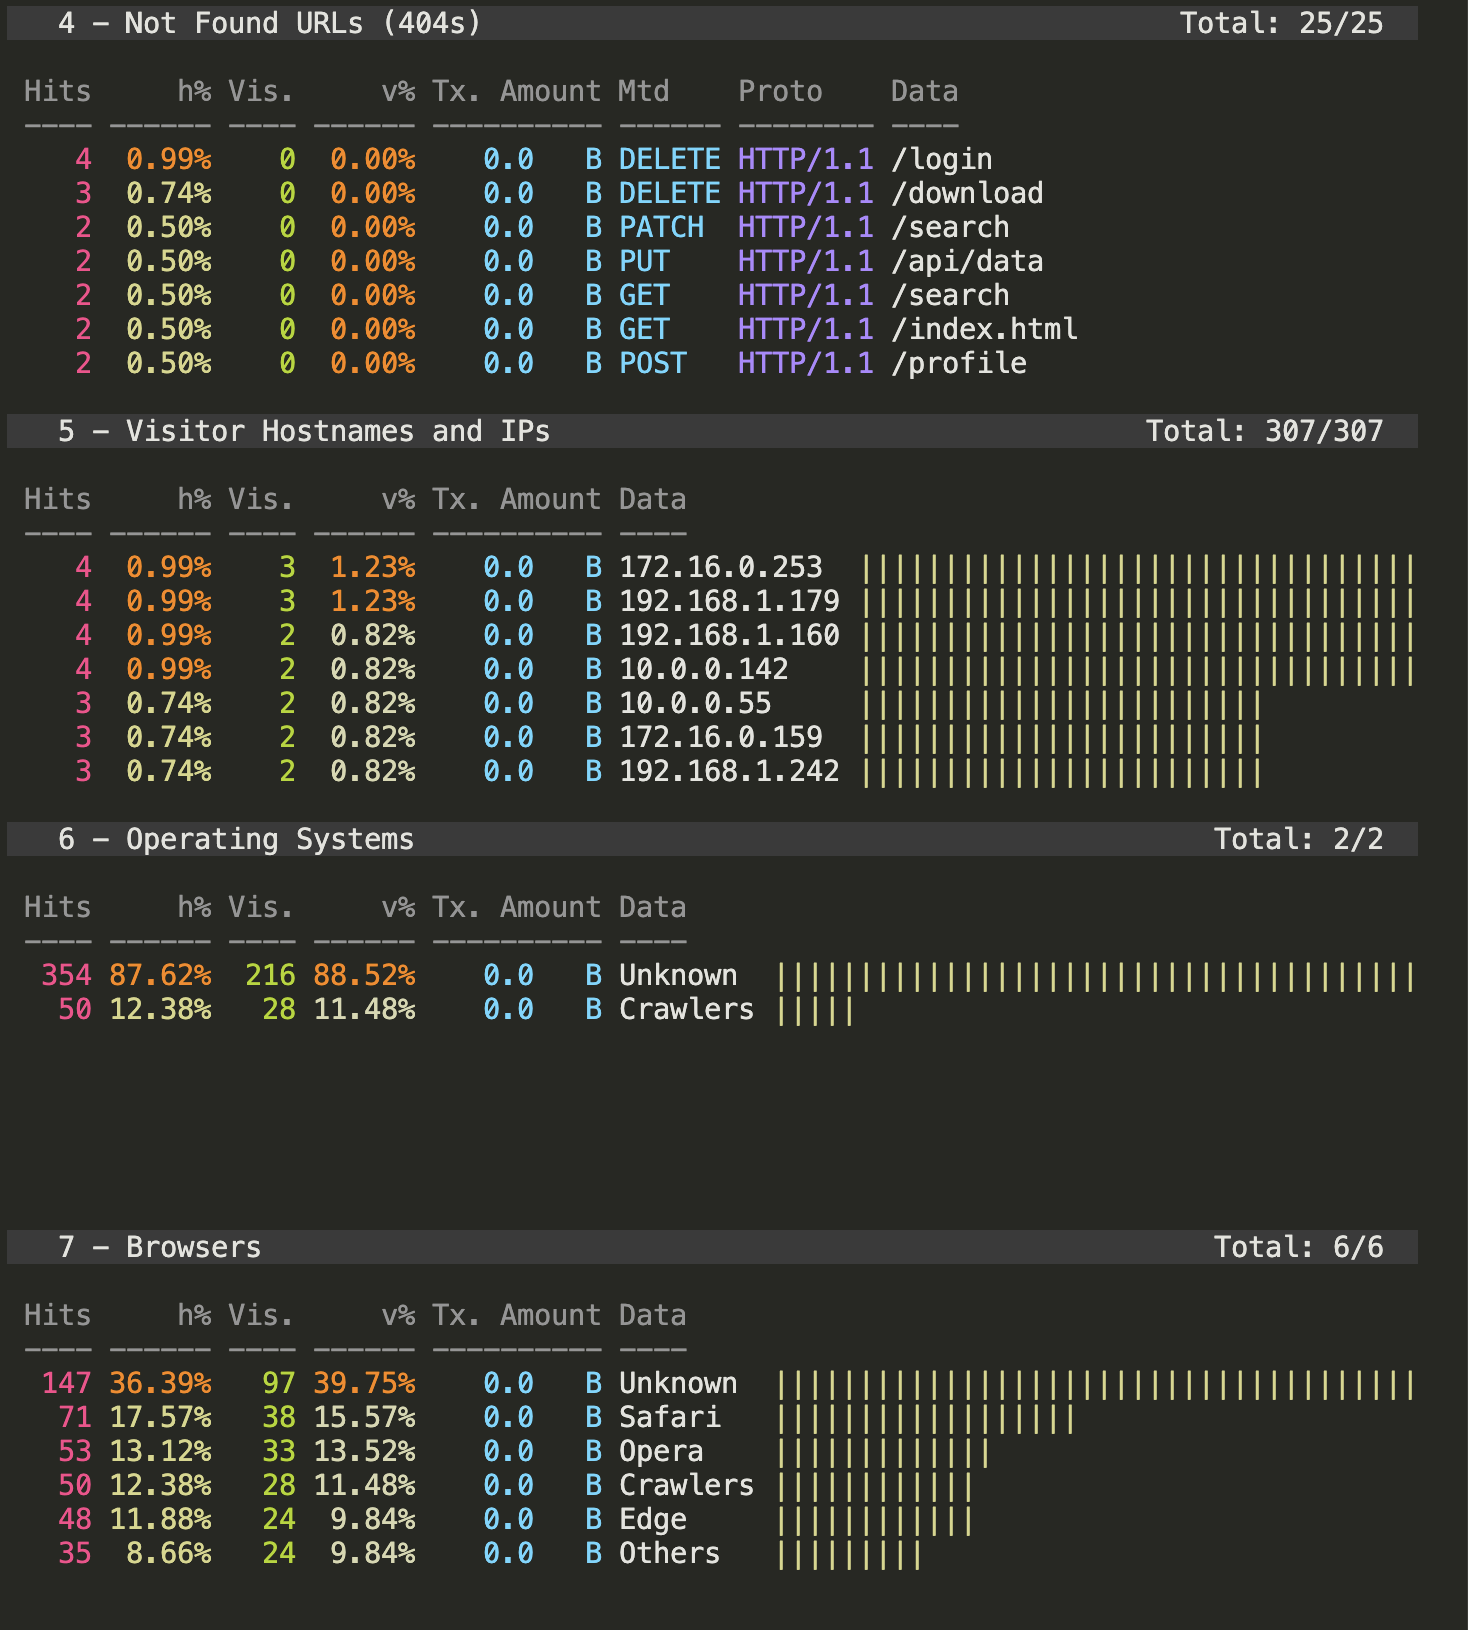 4 - Not Found URLs (404s) Total: 25/25
Hits h% Vis. v% Tx. Amount Mtd Proto Data
---- ------ ---- ------ ---------- ------ -------- ----
4 0.99% 0 0.00% 0.0 B DELETE HTTP/1.1 /login
3 0.74% 0 0.00% 0.0 B DELETE HTTP/1.1 /download
2 0.50% 0 0.00% 0.0 B PATCH HTTP/1.1 /search
2 0.50% 0 0.00% 0.0 B PUT HTTP/1.1 /api/data
2 0.50% 0 0.00% 0.0 B GET HTTP/1.1 /search
2 0.50% 0 0.00% 0.0 B GET HTTP/1.1 /index.html
2 0.50% 0 0.00% 0.0 B POST HTTP/1.1 /profile
5 - Visitor Hostnames and IPs Total: 307/307
Hits h% Vis. v% Tx. Amount Data
---- ------ ---- ------ ---------- ----
4 0.99% 3 1.23% 0.0 B 172.16.0.253 |||||||||||||||||||||||||||||||||
4 0.99% 3 1.23% 0.0 B 192.168.1.179 |||||||||||||||||||||||||||||||||
4 0.99% 2 0.82% 0.0 B 192.168.1.160 |||||||||||||||||||||||||||||||||
4 0.99% 2 0.82% 0.0 B 10.0.0.142 |||||||||||||||||||||||||||||||||
3 0.74% 2 0.82% 0.0 B 10.0.0.55 ||||||||||||||||||||||||
3 0.74% 2 0.82% 0.0 B 172.16.0.159 ||||||||||||||||||||||||
3 0.74% 2 0.82% 0.0 B 192.168.1.242 ||||||||||||||||||||||||
6 - Operating Systems Total: 2/2
Hits h% Vis. v% Tx. Amount Data
---- ------ ---- ------ ---------- ----
354 87.62% 216 88.52% 0.0 B Unknown ||||||||||||||||||||||||||||||||||||||
50 12.38% 28 11.48% 0.0 B Crawlers |||||
7 - Browsers Total: 6/6
Hits h% Vis. v% Tx. Amount Data
---- ------ ---- ------ ---------- ----
147 36.39% 97 39.75% 0.0 B Unknown ||||||||||||||||||||||||||||||||||||||
71 17.57% 38 15.57% 0.0 B Safari ||||||||||||||||||
53 13.12% 33 13.52% 0.0 B Opera |||||||||||||
50 12.38% 28 11.48% 0.0 B Crawlers ||||||||||||
48 11.88% 24 9.84% 0.0 B Edge ||||||||||||
35 8.66% 24 9.84% 0.0 B Others |||||||||